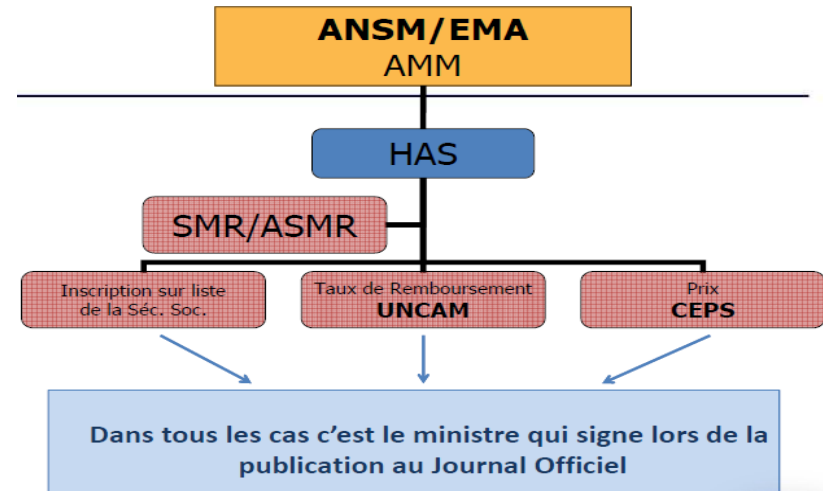 ANSM/EMA
AMM
HAS
SMR/ASMR
Inscription sur liste
de la Séc. Soc.
Taux de Remboursement
UNCAM
Prix
CEPS
Dans tous les cas c’est le ministre qui signe lors de la
publication au Journal Officiel